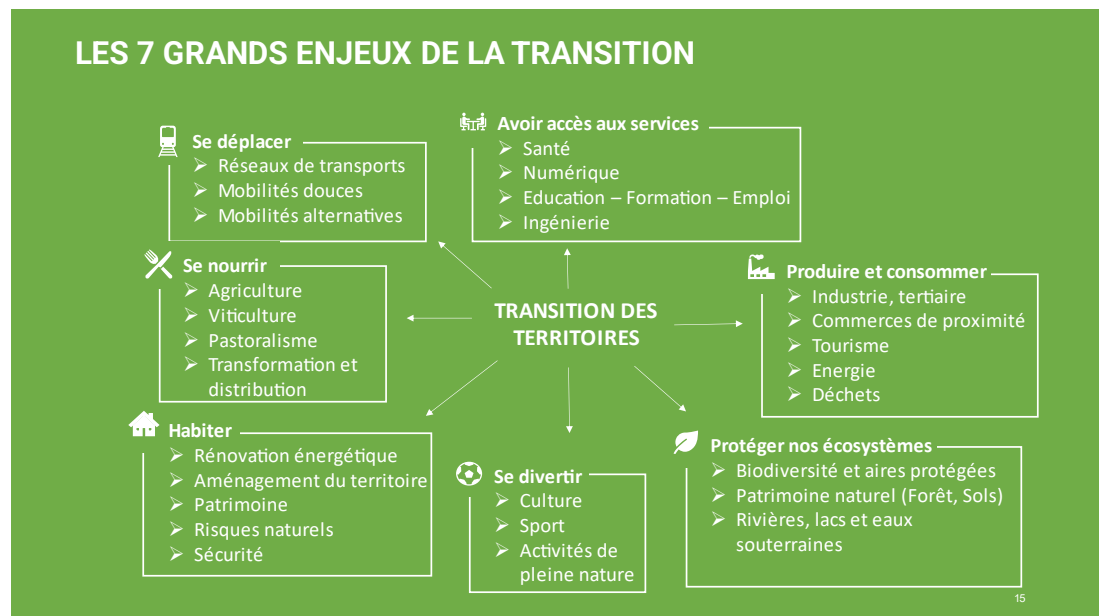 LES 7 GRANDS ENJEUX DE LA TRANSITION
Se déplacer
Réseaux de transports
Mobilités douces
Mobilités alternatives
Avoir accès aux services
Santé
Numérique
Education – Formation – Emploi
Ingénierie
Se nourrir
Agriculture
Viticulture
Pastoralisme
Transformation et
distribution
TRANSITION DES
TERRITOIRES
Produire et consommer
Industrie, tertiaire
Commerces de proximité
Tourisme
Energie
Déchets
Habiter
Rénovation énergétique
Aménagement du territoire
Patrimoine
Risques naturels
Sécurité
Se divertir
Culture
Sport
Activités de
pleine nature
Protéger nos écosystèmes
Biodiversité et aires protégées
Patrimoine naturel (Forêt, Sols)
Rivières, lacs et eaux
souterraines
15